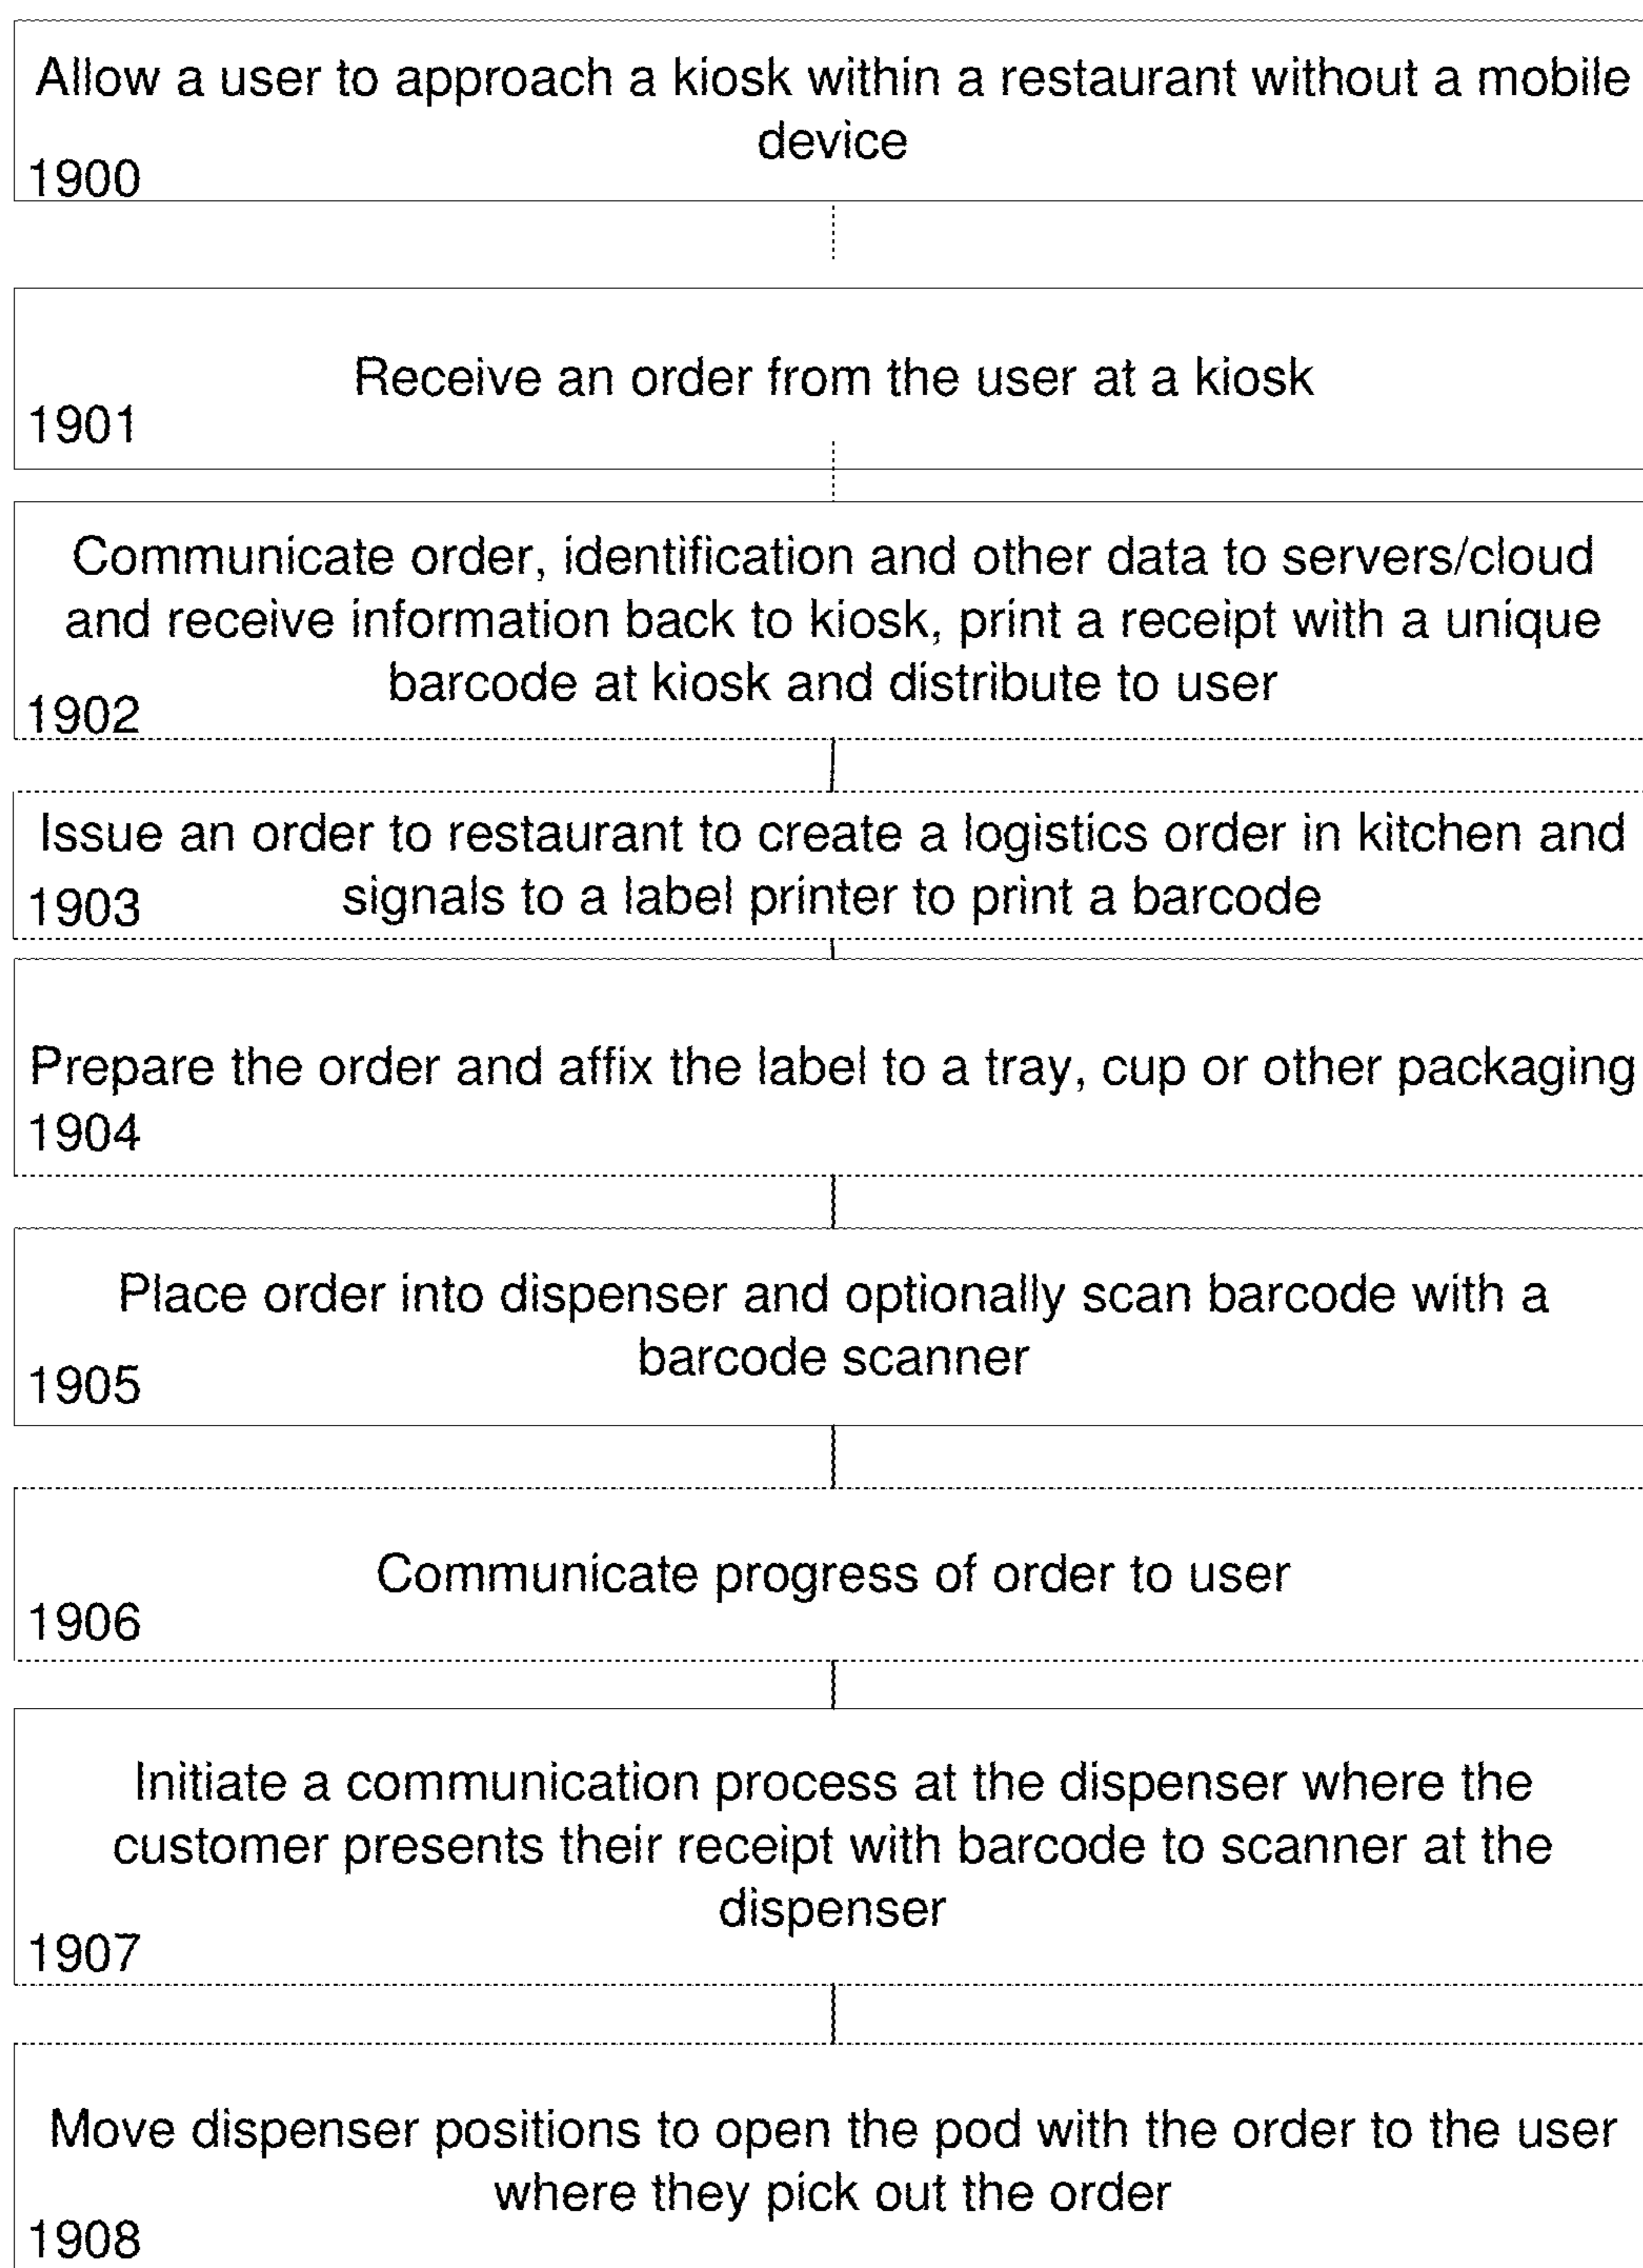 Allow a user to approach a kiosk within a restaurant without a mobile
device
1900
Receive an order from the user at a kiosk
1901
Communicate order, identification and other data to servers/cloud
and receive information back to kiosk, print a receipt with a unique
barcode at kiosk and distribute to user
1902
Issue an order to restaurant to create a logistics order in kitchen and
signals to a label printer to print a barcode
1903
Prepare the order and affix the label to a tray, cup or other packaging
1904
Place order into dispenser and optionally scan barcode with a
barcode scanner
1905
Communicate progress of order to user
1906
Initiate a communication process at the dispenser where the
customer presents their receipt with barcode to scanner at the
dispenser
1907
Move dispenser positions to open the pod with the order to the user
where they pick out the order
1908